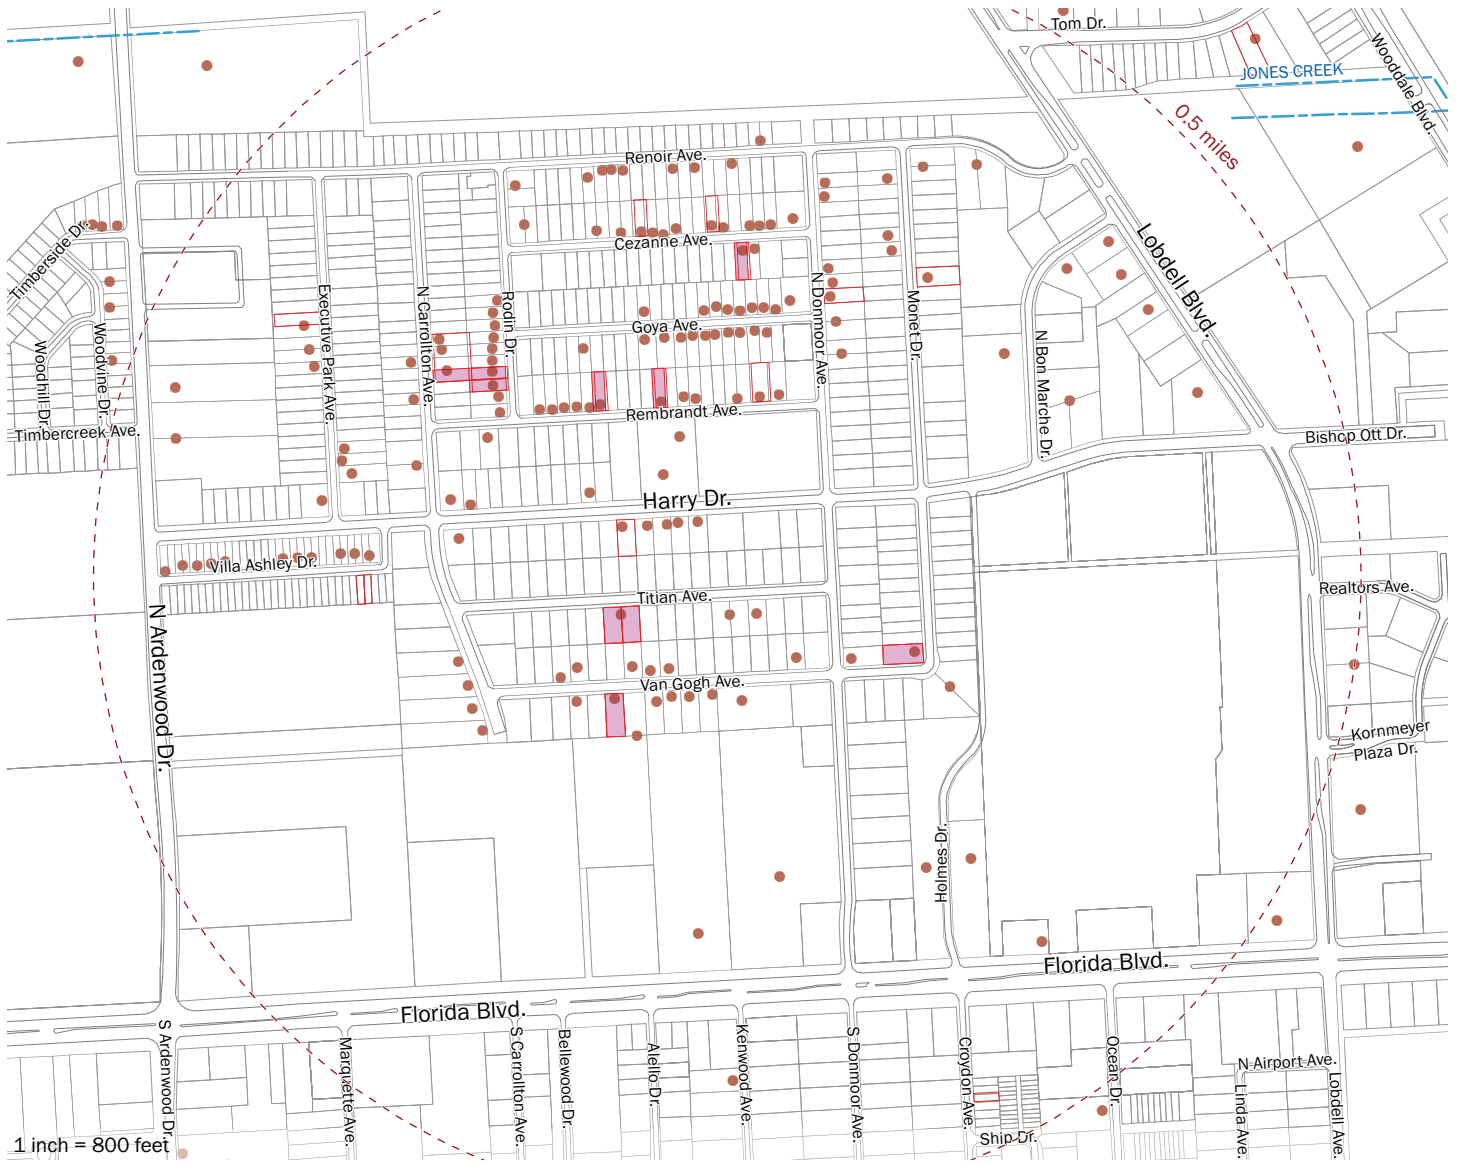 Tom Dr.
Wooddale Blvd.
JONES CREEK
0.5 miles
Renoir Ave.
Timberside Dr.
Cezanne Ave.
Lobdell Blvd.
Executive Park Ave.
N Carrollton Ave.
Rodin Dr.
N Donmoor Ave.
Monet Dr.
Goya Ave.
Woodhill Dr.
Woodvine Dr.
N Bon Marche Dr.
Rembrandt Ave.
Timbercreek Ave.
Bishop Ott Dr.
Harry Dr.
Villa Ashley Dr.
Titian Ave.
Realtors Ave.
N Ardenwood Dr.
Van Gogh Ave.
Kornmeyer
Plaza Dr.
Holmes Dr.
Florida Blvd.
Florida Blvd.
S Ardenwood Dr.
Marquette Ave.
S Carrollton Ave.
Bellewood Dr.
Alello Dr.
Kenwood Ave.
S Donmoor Ave.
Croydon Ave.
Ocean Dr.
N Airport Ave.
Linda Ave.
Lobdell Ave.
Ship Dr.
1 inch = 800 feet